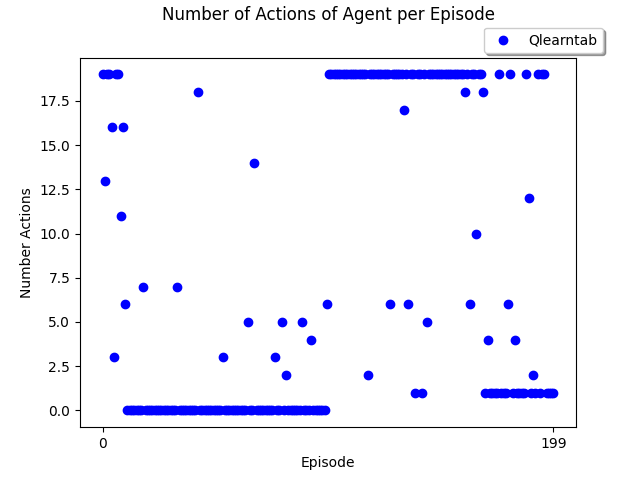 Number of Actions of Agent per Episode
Qlearntab
17.5
15.0
12.5
10.0
7.5
5.0
2.5
0.0
Number Actions
0
199
Episode